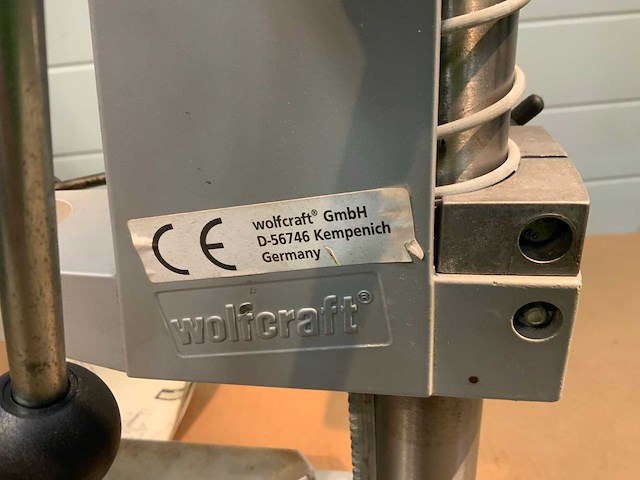 CE
wolfcraft® GmbH
D-56746 Kempenich
Germany
wolfcraft®